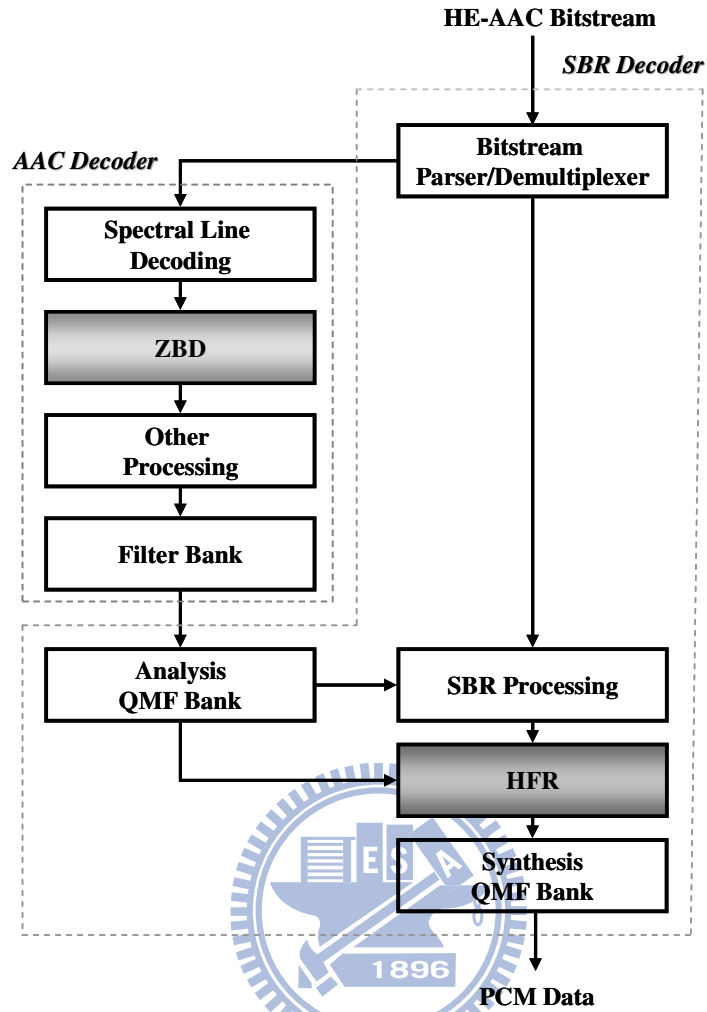 HE-AAC Bitstream
SBR Decoder
Bitstream
Parser/Demultiplexer
AAC Decoder
Spectral Line
Decoding
ZBD
Other
Processing
Filter Bank
Analysis
QMF Bank
SBR Processing
HFR
Synthesis
QMF Bank
E S A
1896
PCM Data